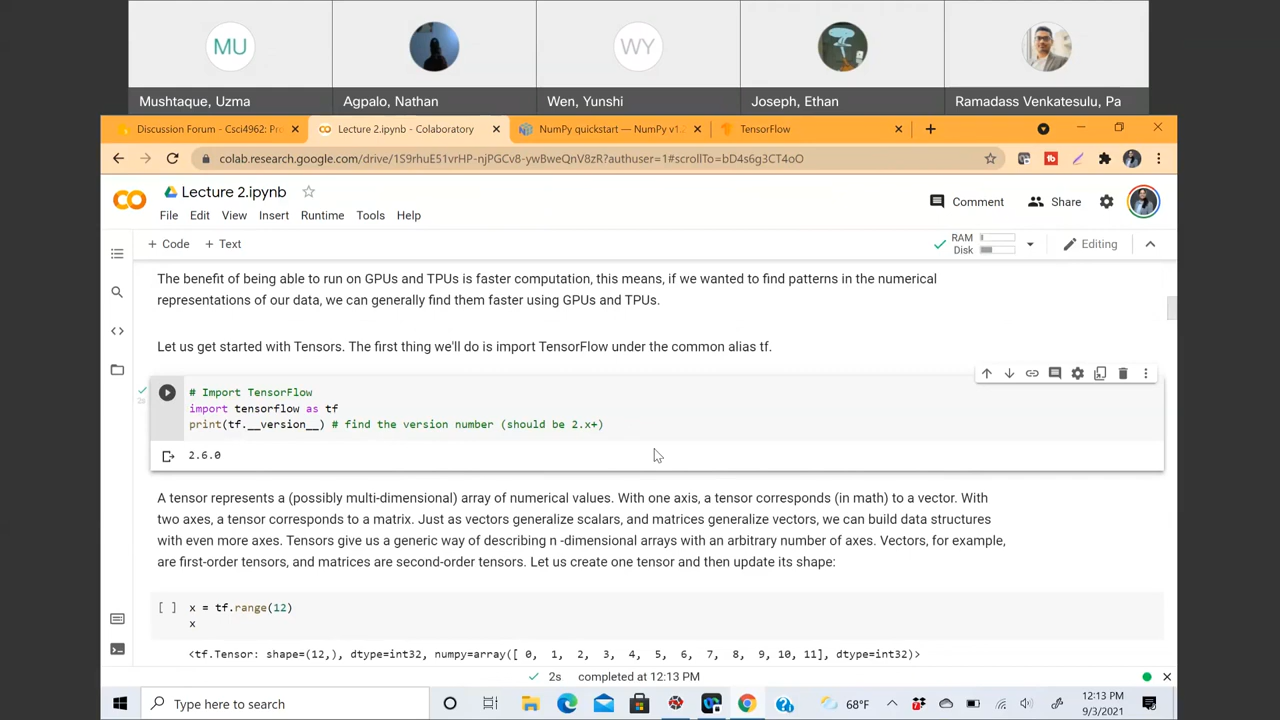 MU
WY
Mushtaque, Uzma
Agpalo, Nathan
Wen, Yunshi
Joseph, Ethan
Ramadass Venkatesulu, Pa
Discussion Forum - Csci4962: Pro
Lecture 2.ipynb - Colaboratory
NumPy quickstart — NumPy v1.
TensorFlow
colab.research.google.com/drive/1S9rhuE51vrHP-njPGCv8-ywBweQnV8zR?authuser=1#scrollTo=bD4s6g3CT4oO
Lecture 2.ipynb
File Edit View Insert Runtime Tools Help
Comment
Share
+ Code + Text
RAM
Disk
Editing
The benefit of being able to run on GPUs and TPUs is faster computation, this means, if we wanted to find patterns in the numerical
representations of our data, we can generally find them faster using GPUs and TPUs.
Let us get started with Tensors. The first thing we'll do is import TensorFlow under the common alias tf.
2s
# Import TensorFlow
import tensorflow as tf
print(tf.__version__) # find the version number (should be 2.x+)
2.6.0
A tensor represents a (possibly multi-dimensional) array of numerical values. With one axis, a tensor corresponds (in math) to a vector. With
two axes, a tensor corresponds to a matrix. Just as vectors generalize scalars, and matrices generalize vectors, we can build data structures
with even more axes. Tensors give us a generic way of describing n -dimensional arrays with an arbitrary number of axes. Vectors, for example,
are first-order tensors, and matrices are second-order tensors. Let us create one tensor and then update its shape:
[ ] x = tf.range(12)
x
<tf.Tensor: shape=(12,), dtype=int32, numpy=array([ 0, 1, 2, 3, 4, 5, 6, 7, 8, 9, 10, 11], dtype=int32)>
2s completed at 12:13 PM
Type here to search
68°F
12:13 PM
9/3/2021